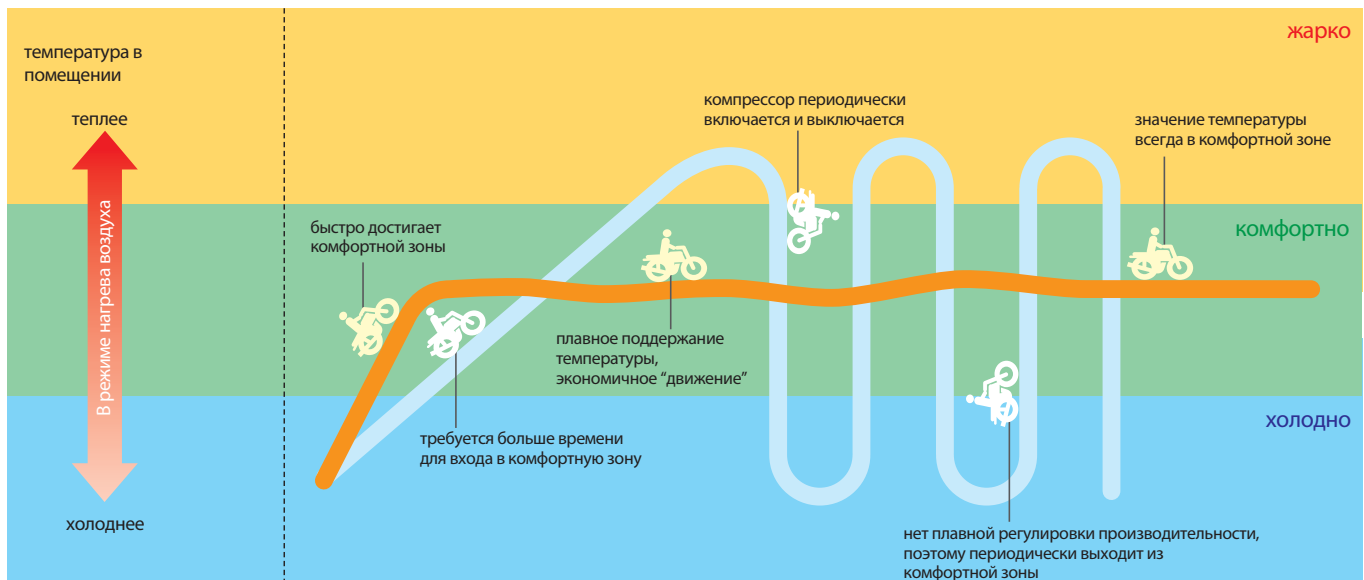 температура в
помещении
теплее
В режиме нагрева воздуха
холоднее
жарко
компрессор периодически
включается и выключается
значение температуры
всегда в комфортной зоне
быстро достигает
комфортной зоны
комфортно
плавное поддержание
температуры,
экономичное “движение”
холодно
требуется больше времени
для входа в комфортную зону
нет плавной регулировки производительности,
поэтому периодически выходит из
комфортной зоны